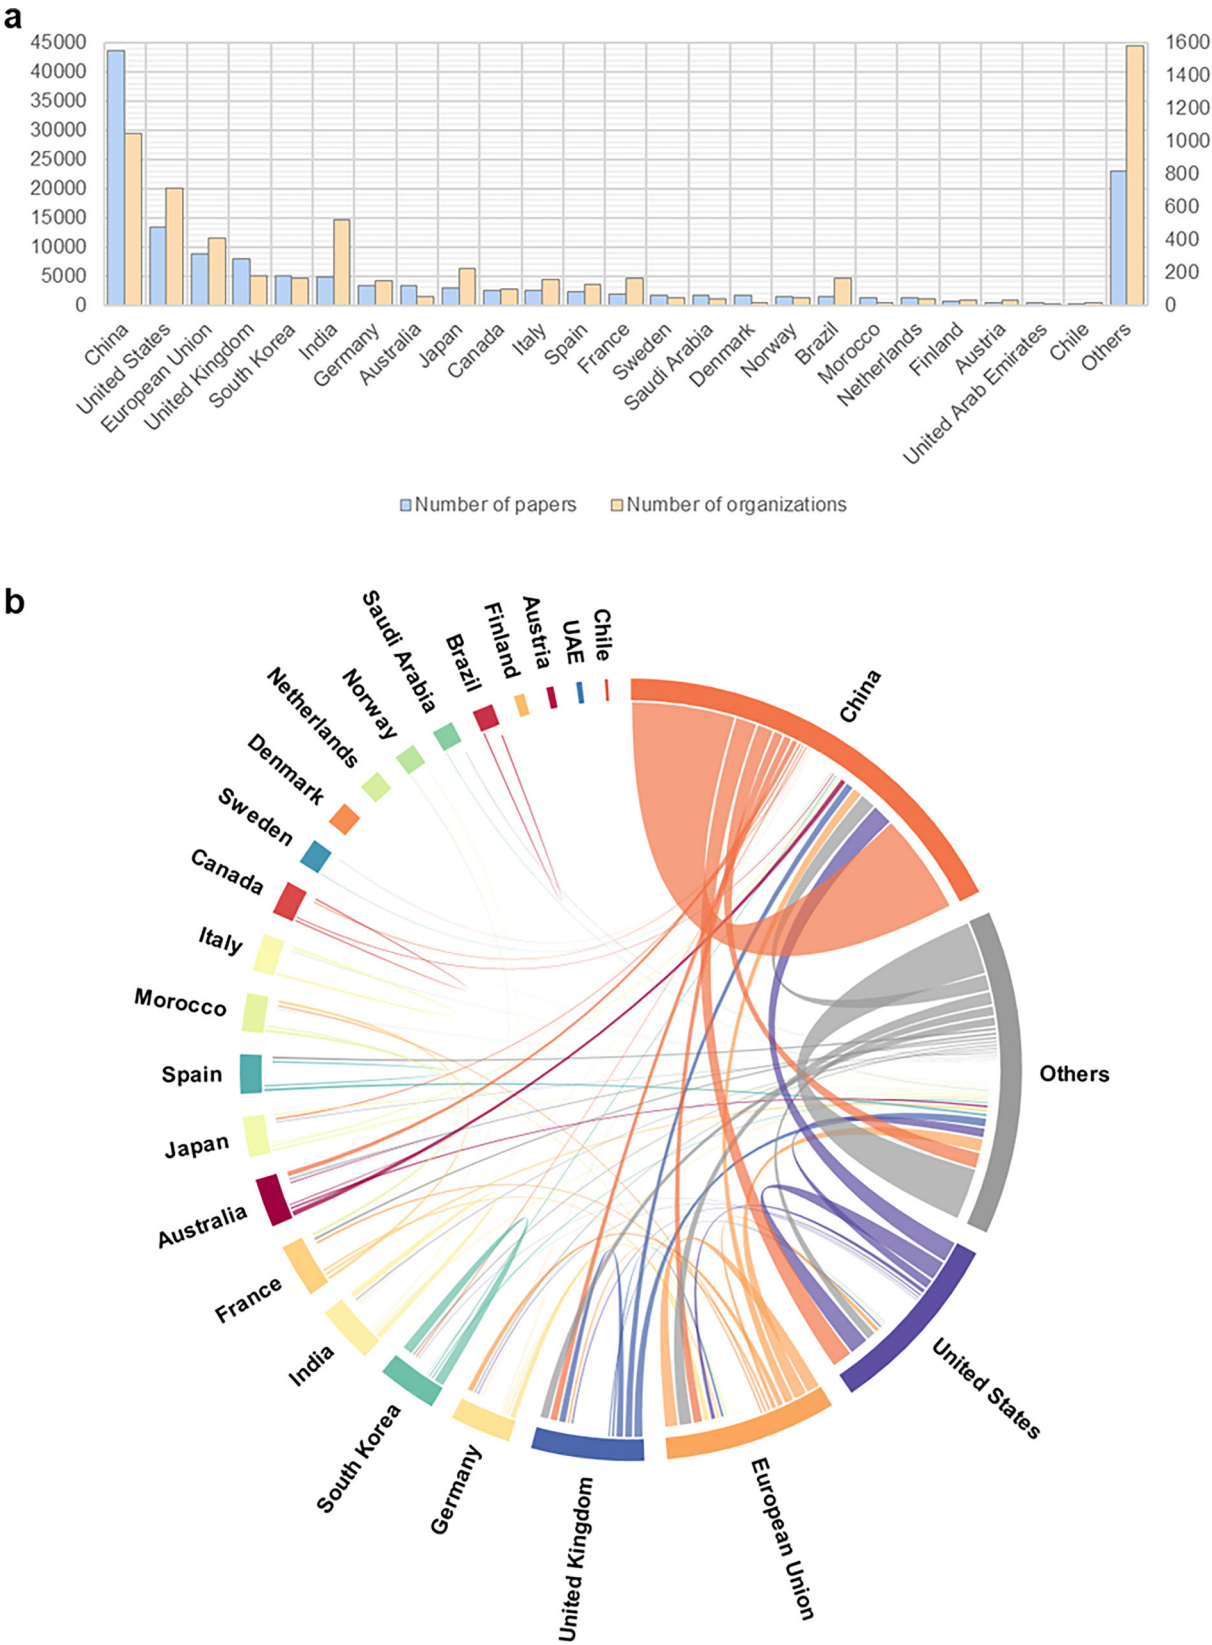 a
45000
40000
35000
30000
25000
20000
15000
10000
5000
0
1600
1400
1200
1000
800
600
400
200
0
China
United States
European Union
United Kingdom
South Korea
India
Germany
Australia
Japan
Canada
Italy
Spain
France
Sweden
Saudi Arabia
Denmark
Norway
Brazil
Morocco
Netherlands
Finland
Austria
United Arab Emirates
Chile
Others
Number of papers
Number of organizations
b
China
Others
United States
European Union
United Kingdom
Germany
South Korea
India
France
Australia
Japan
Spain
Morocco
Italy
Canada
Sweden
Denmark
Netherlands
Norway
Saudi Arabia
Brazil
Finland
Austria
UAE
Chile